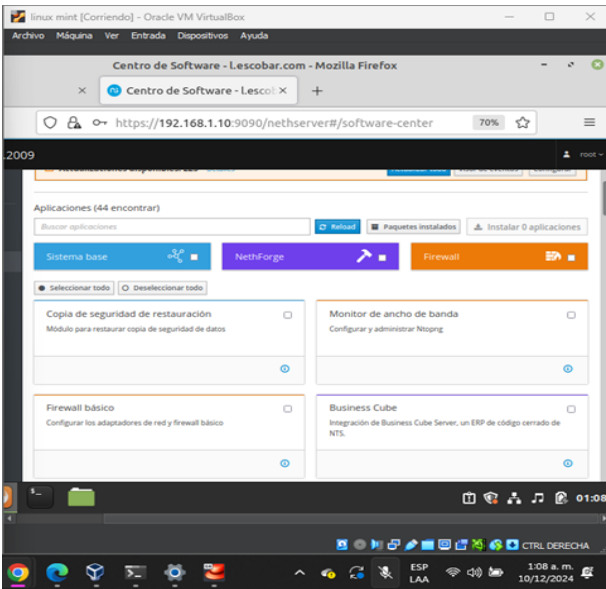 linux mint [Corriendo] - Oracle VM VirtualBox
Archivo Máquina Ver Entrada Dispositivos Ayuda
Centro de Software - l.escobar.com - Mozilla Firefox
Centro de Software - l.escob
https://192.168.1.10:9090/nethserver#/software-center 70%
.2009 root
Aplicaciones (44 encontrar)
Buscar aplicaciones Reload Paquetes instalados Instalar 0 aplicaciones
Sistema base NethForge Firewall
Seleccionar todo Deseleccionar todo
Copia de seguridad de restauración
Módulo para restaurar copia de seguridad de datos
Monitor de ancho de banda
Configurar y administrar Ntopng
Firewall básico
Configurar los adaptadores de red y firewall básico
Business Cube
Integración de Business Cube Server, un ERP de código cerrado de
NTS.
01:08
CTRL DERECHA
ESP
LAA
1:08 a. m.
10/12/2024